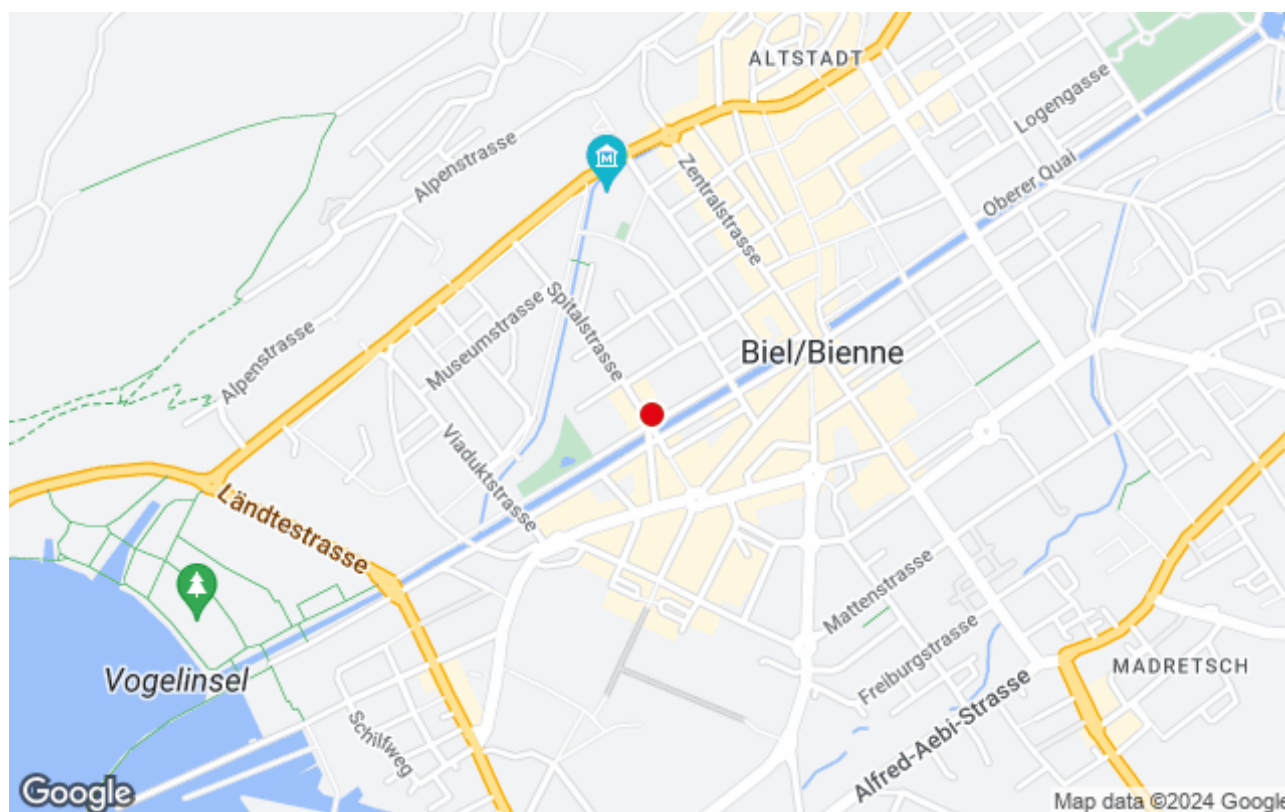 ALTSTADT
Logengasse
Alpenstrasse
Zentralstrasse
Oberer Quai
Spitalstrasse
Museumstrasse
Biel/Bienne
Alpenstrasse
Viaduktstrasse
Ländtestrasse
Mattenstrasse
Freiburgstrasse
Vogelinsel
MADRETSCH
Schilfweg
Alfred-Aebi-Strasse
M
Google
Map data ©2024 Google